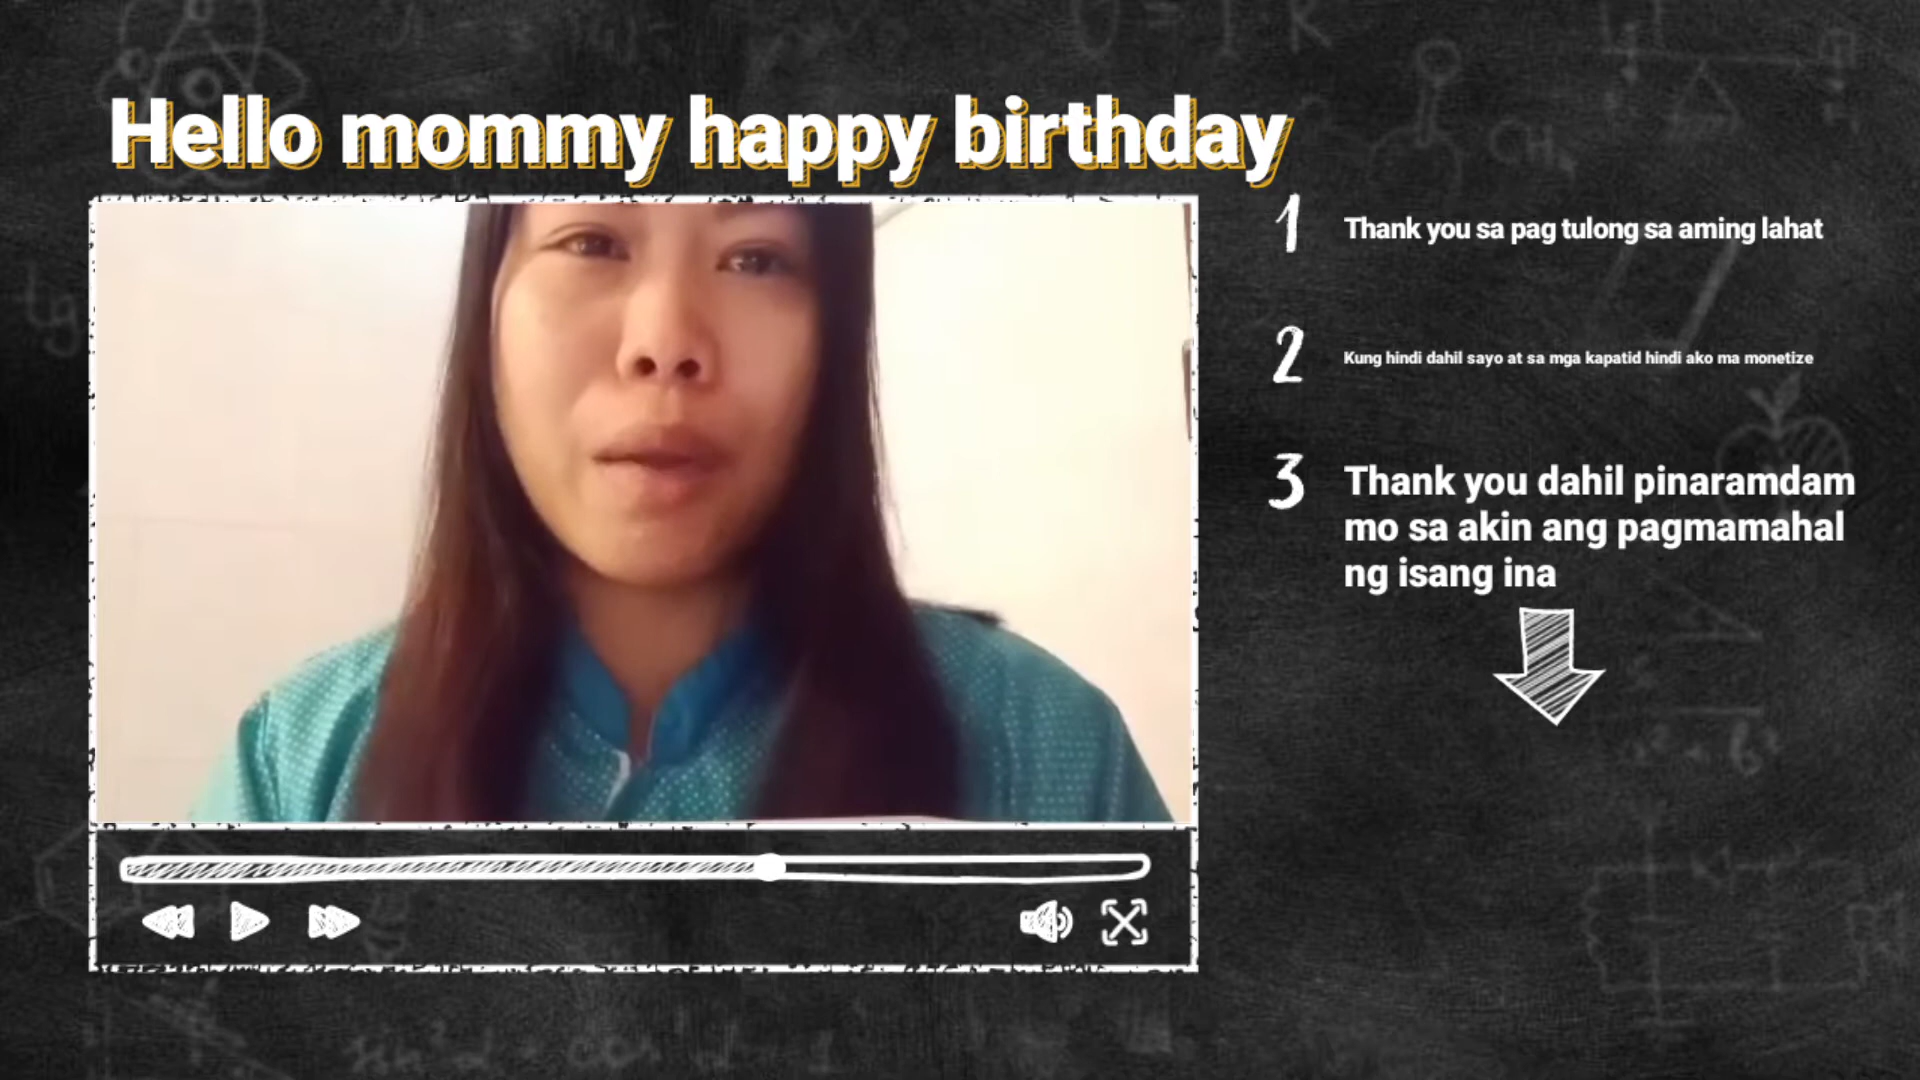 Hello mommy happy birthday
1
Thank you sa pag tulong sa aming lahat
2
Kung hindi dahil sayo at sa mga kapatid hindi ako ma monetize
3
Thank you dahil pinaramdam
mo sa akin ang pagmamahal
ng isang ina